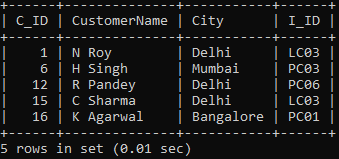 +------+--------------+-----------+------+
| C_ID | CustomerName | City      | I_ID |
+------+--------------+-----------+------+
|    1 | N Roy        | Delhi     | LC03 |
|    6 | H Singh      | Mumbai    | PC03 |
|   12 | R Pandey     | Delhi     | PC06 |
|   15 | C Sharma     | Delhi     | LC03 |
|   16 | K Agarwal    | Bangalore | PC01 |
+------+--------------+-----------+------+
5 rows in set (0.01 sec)